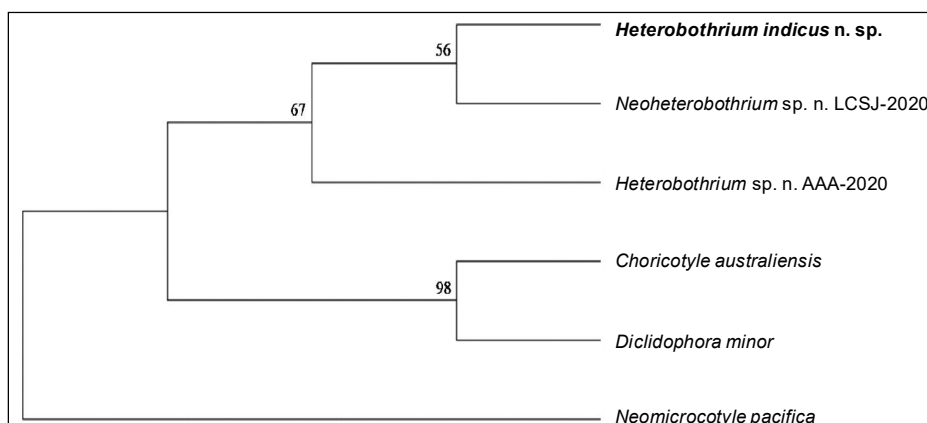 Heterobothrium indicus n. sp.
56
Neoheterobothrium sp. n. LCSJ-2020
67
Heterobothrium sp. n. AAA-2020
Choricotyle australiensis
98
Diclidophora minor
Neomicrocotyle pacifica